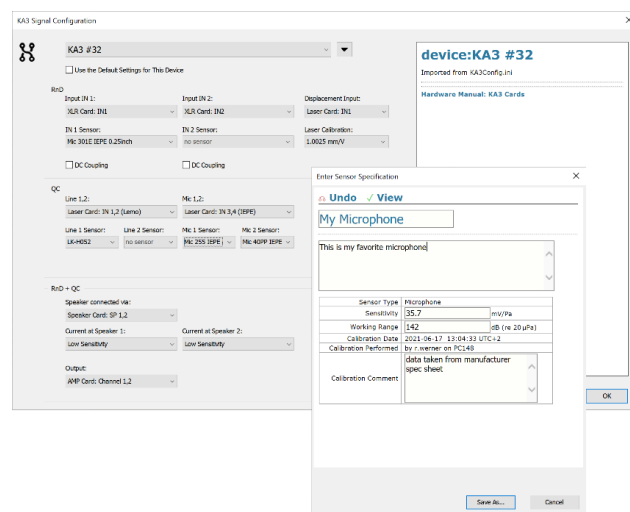 KA3 Signal Configuration
KA3 #32
Use the Default Settings for This Device
RnD
Input IN 1:
Input IN 2:
Displacement Input:
XLR Card: IN1
XLR Card: IN2
Laser Card: IN1
IN 1 Sensor:
IN 2 Sensor:
Laser Calibration:
Mic 301E IEPE 0.25inch
no sensor
1.0025 mm/V
DC Coupling
DC Coupling
QC
Line 1,2:
Mic 1,2:
Laser Card: IN 1,2 (Lemo)
Laser Card: IN 3,4 (IEPE)
Line 1 Sensor:
Line 2 Sensor:
Mic 1 Sensor:
Mic 2 Sensor:
LK-H052
no sensor
Mic 255 IEPE
Mic 40PP IEPE
RnD + QC
Speaker connected via:
Speaker Card: SP 1,2
Current at Speaker 1:
Current at Speaker 2:
Low Sensitivity
Low Sensitivity
Output:
AMP Card: Channel 1,2
device:KA3 #32
Imported from KA3Config.ini
Hardware Manual: KA3 Cards
OK
Enter Sensor Specification
Undo
View
My Microphone
This is my favorite microphone
Sensor Type Microphone
Sensitivity 35.7 mV/Pa
Working Range 142 dB (re 20 µPa)
Calibration Date 2021-06-17 13:04:33 UTC+2
Calibration Performed by r.werner on PC148
Calibration Comment
data taken from manufacturer
spec sheet
Save As...
Cancel